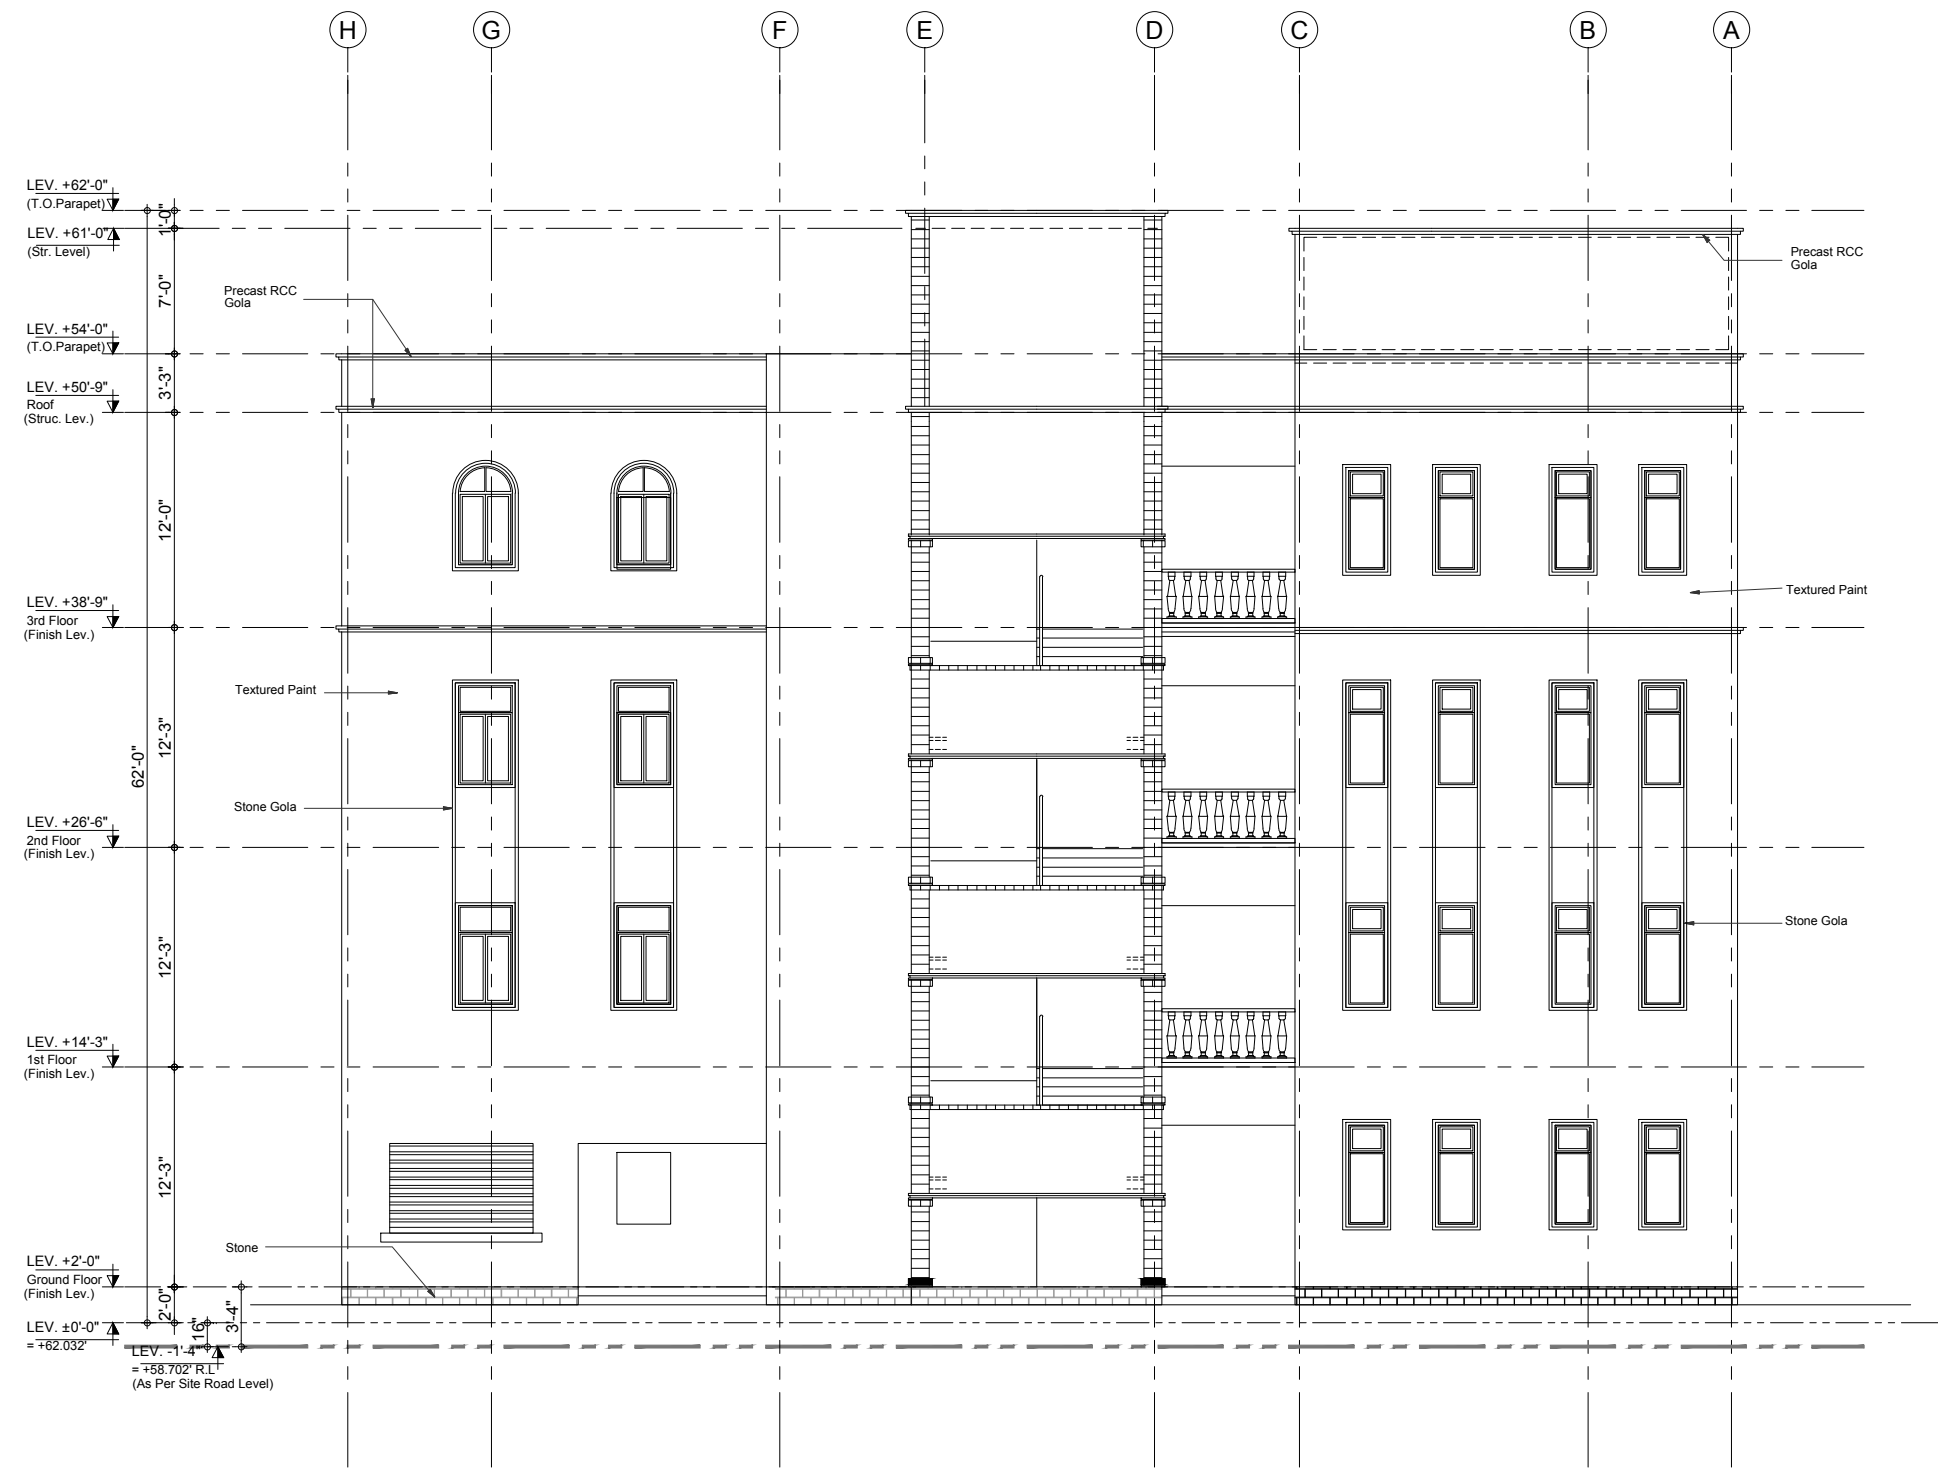 H G F E D C B A
LEV. +62'-0"
(T.O.Parapet)
1'-0"
LEV. +61'-0"
(Str. Level)
Precast RCC
Gola
7'-0"
Precast RCC
Gola
LEV. +54'-0"
(T.O.Parapet)
3'-3"
LEV. +50'-9"
Roof
(Struc. Lev.)
12'-0"
Textured Paint
LEV. +38'-9"
3rd Floor
(Finish Lev.)
Textured Paint
12'-3"
62'-0"
Stone Gola
LEV. +26'-6"
2nd Floor
(Finish Lev.)
Stone Gola
12'-3"
LEV. +14'-3"
1st Floor
(Finish Lev.)
12'-3"
Stone
LEV. +2'-0"
Ground Floor
(Finish Lev.)
2'-0"
3'-4"
16"
LEV. ±0'-0"
= +62.032'
LEV. -1'-4"
= +58.702' R.L
(As Per Site Road Level)